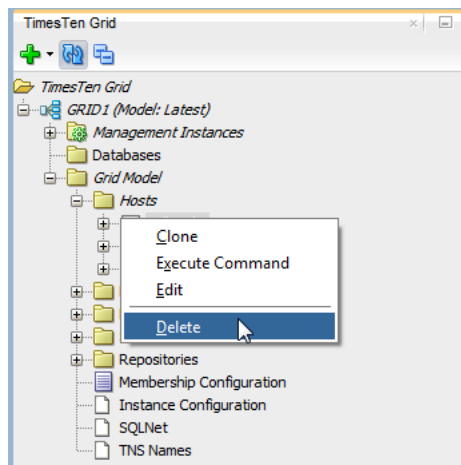 TimesTen Grid
TimesTen Grid
GRID1 (Model: Latest)
Management Instances
Databases
Grid Model
Hosts
Clone
Execute Command
Edit
Delete
Repositories
Membership Configuration
Instance Configuration
SQLNet
TNS Names